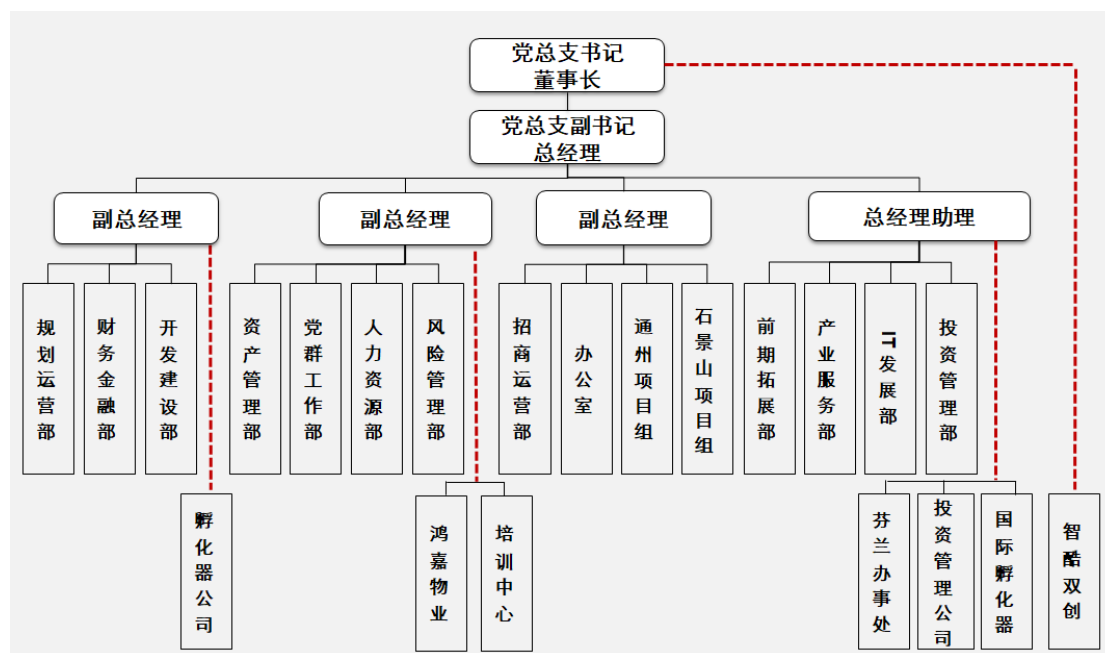 党总支书记
董事长
党总支副书记
总经理
副总经理
副总经理
副总经理
总经理助理
规划运营部
财务金融部
开发建设部
资产管理部
党群工作部
人力资源部
风险管理部
招商运营部
办公室
通州项目组
石景山项目组
前期拓展部
产业服务部
IT发展部
投资管理部
孵化器公司
鸿嘉物业
培训中心
芬兰办事处
投资管理公司
国际孵化器
智酷双创